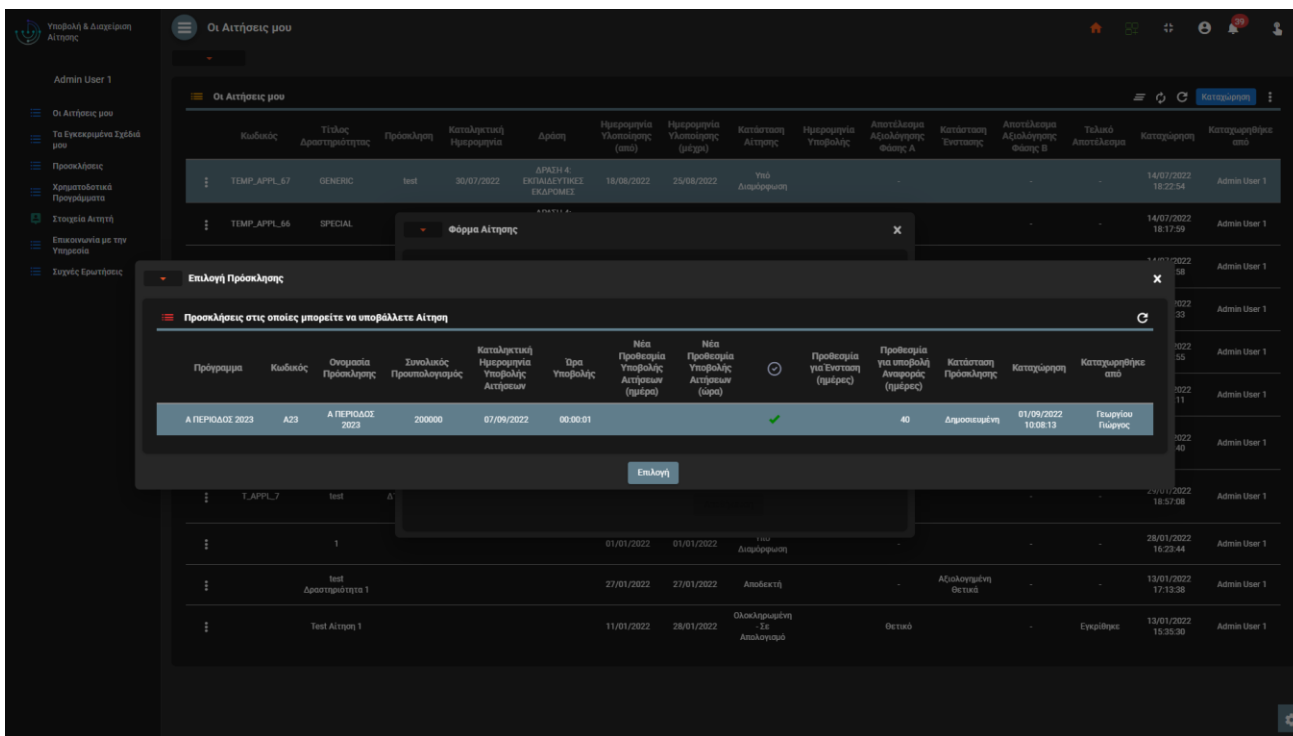 Υποβολή & Διαχείριση
Αίτησης
Οι Αιτήσεις μου
39
Admin User 1
Οι Αιτήσεις μου
Τα Εγκεκριμένα Σχέδιά
μου
Προσκλήσεις
Χρηματοδοτικά
Προγράμματα
Στοιχεία Αιτητή
Επικοινωνία με την
Υπηρεσία
Συχνές Ερωτήσεις
Οι Αιτήσεις μου
Καταχώρηση
Κωδικός
Τίτλος
Δραστηριότητας
Πρόσκληση
Καταληκτική
Ημερομηνία
Δράση
Ημερομηνία
Υλοποίησης
(από)
Ημερομηνία
Υλοποίησης
(μέχρι)
Κατάσταση
Αίτησης
Ημερομηνία
Υποβολής
Αποτέλεσμα
Αξιολόγησης
Φάσης Α
Κατάσταση
Ένστασης
Αποτέλεσμα
Αξιολόγησης
Φάσης Β
Τελικό
Αποτέλεσμα
Καταχώρηση
Καταχωρηθήκε
από
TEMP_APPL_67
GENERIC
test
30/07/2022
ΔΡΑΣΗ 4:
ΕΚΠΑΙΔΕΥΤΙΚΕΣ
ΕΚΔΡΟΜΕΣ
18/08/2022
25/08/2022
Υπό
Διαμόρφωση
-
-
-
14/07/2022
18:22:54
Admin User 1
TEMP_APPL_66
SPECIAL
-
-
14/07/2022
18:17:59
Admin User 1
Φόρμα Αίτησης
Admin User 1
Admin User 1
Admin User 1
Admin User 1
Admin User 1
Επιλογή Πρόσκλησης
Προσκλήσεις στις οποίες μπορείτε να υποβάλλετε Αίτηση
Πρόγραμμα
Κωδικός
Ονομασία
Πρόσκλησης
Συνολικός
Προυπολογισμός
Καταληκτική
Ημερομηνία
Υποβολής
Αιτήσεων
Ώρα
Υποβολής
Νέα
Προθεσμία
Υποβολής
Αιτήσεων
(ημέρα)
Νέα
Προθεσμία
Υποβολής
Αιτήσεων
(ώρα)
Προθεσμία
για Ένσταση
(ημέρες)
Προθεσμία
για υποβολή
Αναφοράς
(ημέρες)
Κατάσταση
Πρόσκλησης
Καταχώρηση
Καταχωρηθήκε
από
Α ΠΕΡΙΟΔΟΣ 2023
Α23
Α ΠΕΡΙΟΔΟΣ
2023
200000
07/09/2022
00:00:01
40
Δημοσιευμένη
01/09/2022
10:08:13
Γεωργίου
Γιώργος
Επιλογή
T_APPL_7
test
-
-
29/01/2022
18:57:08
Admin User 1
1
01/01/2022
01/01/2022
Διαμόρφωση
-
-
-
28/01/2022
16:23:44
Admin User 1
test
Δραστηριότητα 1
27/01/2022
27/01/2022
Αποδεκτή
-
Αξιολογημένη
Θετικά
-
-
13/01/2022
17:13:38
Admin User 1
Test Αίτηση 1
11/01/2022
28/01/2022
Ολοκληρωμένη
- Σε
Απολογισμό
Θετικό
-
Εγκρίθηκε
13/01/2022
15:35:30
Admin User 1